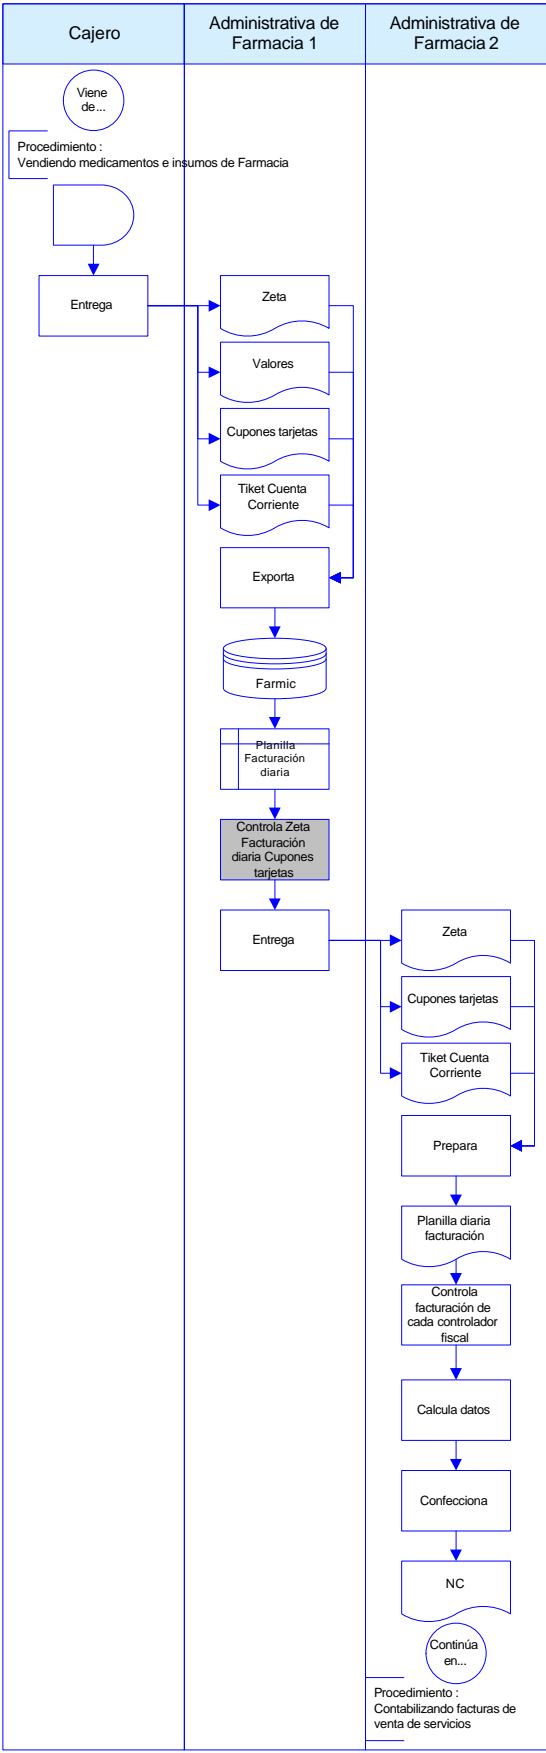 Cajero
Administrativa de
Farmacia 1
Administrativa de
Farmacia 2
Viene
de...
Procedimiento :
Vendiendo medicamentos e insumos de Farmacia
Entrega
Zeta
Valores
Cupones tarjetas
Tiket Cuenta
Corriente
Exporta
Farmic
Planilla
Facturación
diaria
Controla Zeta
Facturación
diaria Cupones
tarjetas
Entrega
Zeta
Cupones tarjetas
Tiket Cuenta
Corriente
Prepara
Planilla diaria
facturación
Controla
facturación de
cada controlador
fiscal
Calcula datos
Confecciona
NC
Continúa
en...
Procedimiento :
Contabilizando facturas de
venta de servicios